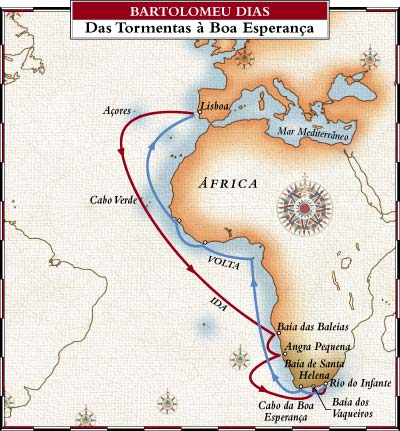 BARTOLOMEU DIAS
Das Tormentas à Boa Esperança
Açores
Lisboa
Mar Mediterrâneo
ÁFRICA
Cabo Verde
VOLTA
IDA
Baía das Baleias
Angra Pequena
Baía de Santa
Helena
Rio do Infante
Cabo da Boa
Esperança
Baía dos
Vaqueiros